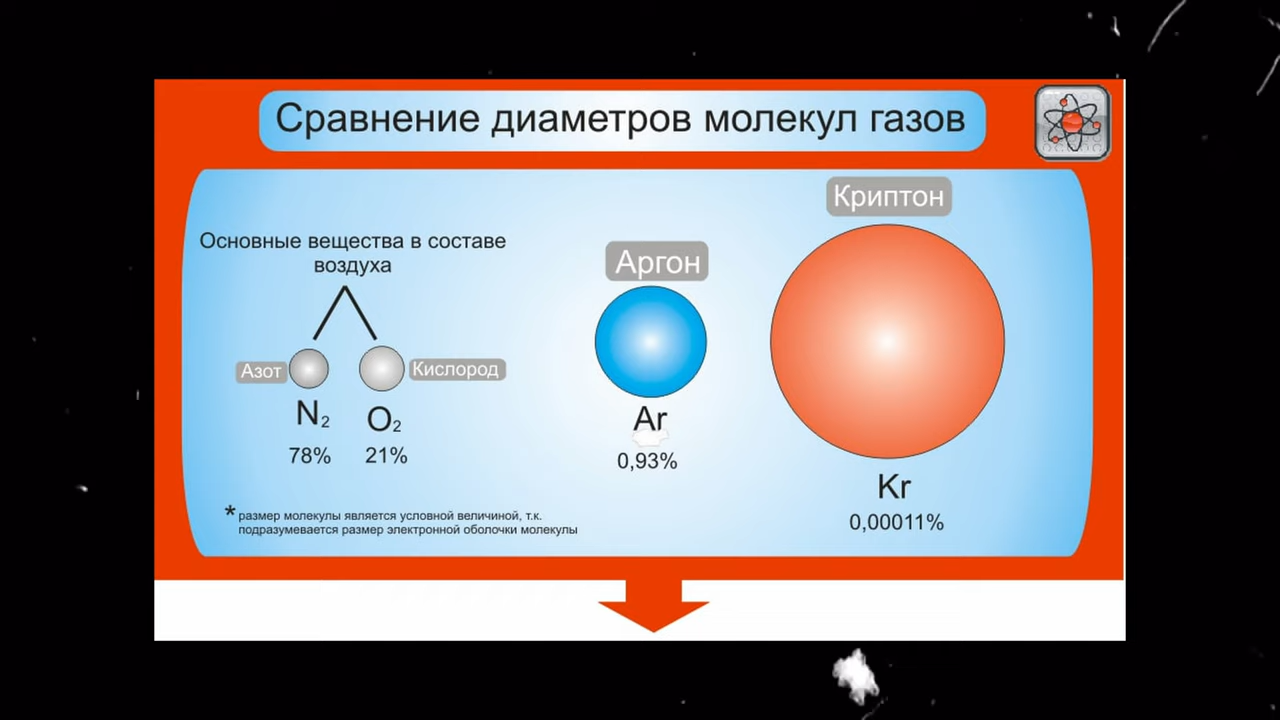 Сравнение диаметров молекул газов
Криптон
Основные вещества в составе
воздуха
Аргон
Азот
Кислород
N₂
O₂
Ar
78%
21%
0,93%
Kr
0,00011%
* размер молекулы является условной величиной, т.к.
подразумевается размер электронной оболочки молекулы